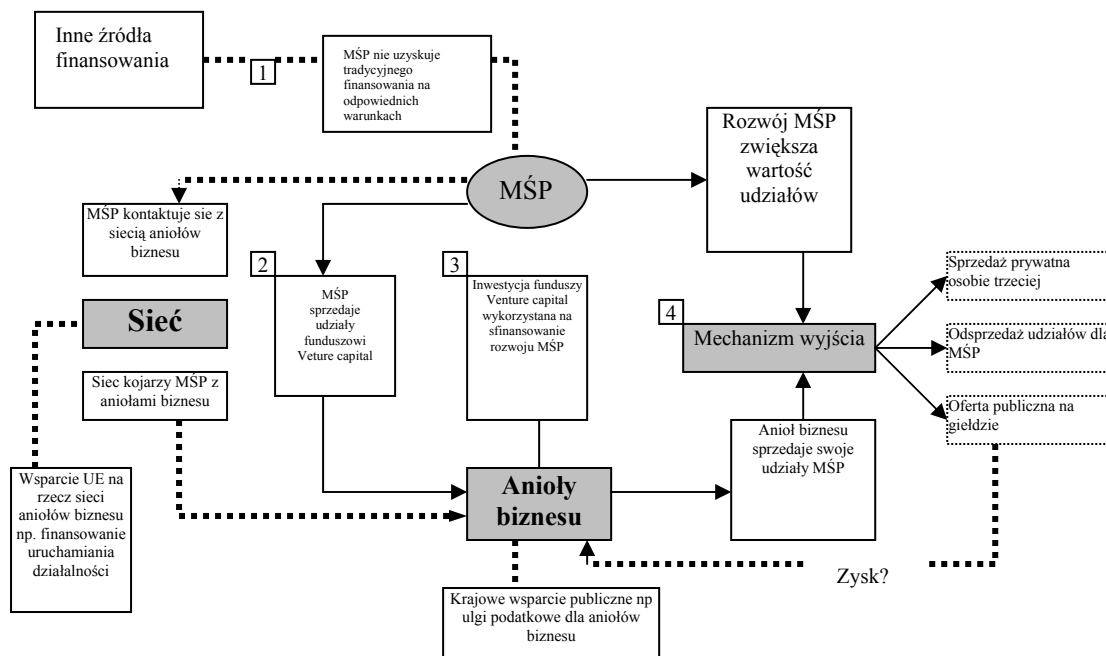 Inne źródła
finansowania
1
MŚP nie uzyskuje
tradycyjnego
finansowania na
odpowiednich
warunkach
MŚP
Rozwój MŚP
zwiększa
wartość
udziałów
MŚP kontaktuje sie z
siecią aniołów
biznesu
2
MŚP
sprzedaje
udziały
funduszowi
Veture capital
3
Inwestycja funduszy
Venture capital
wykorzystana na
sfinansowanie
rozwoju MŚP
4
Mechanizm wyjścia
Sprzedaż prywatna
osobie trzeciej
Odsprzedaż udziałów dla
MŚP
Oferta publiczna na
giełdzie
Sieć
Siec kojarzy MŚP z
aniołami biznesu
Wsparcie UE na
rzecz sieci
aniołów biznesu
np. finansowanie
uruchamiania
działalności
Anioły
biznesu
Anioł biznesu
sprzedaje swoje
udziały MŚP
Zysk?
Krajowe wsparcie publiczne np
ulgi podatkowe dla aniołów
biznesu